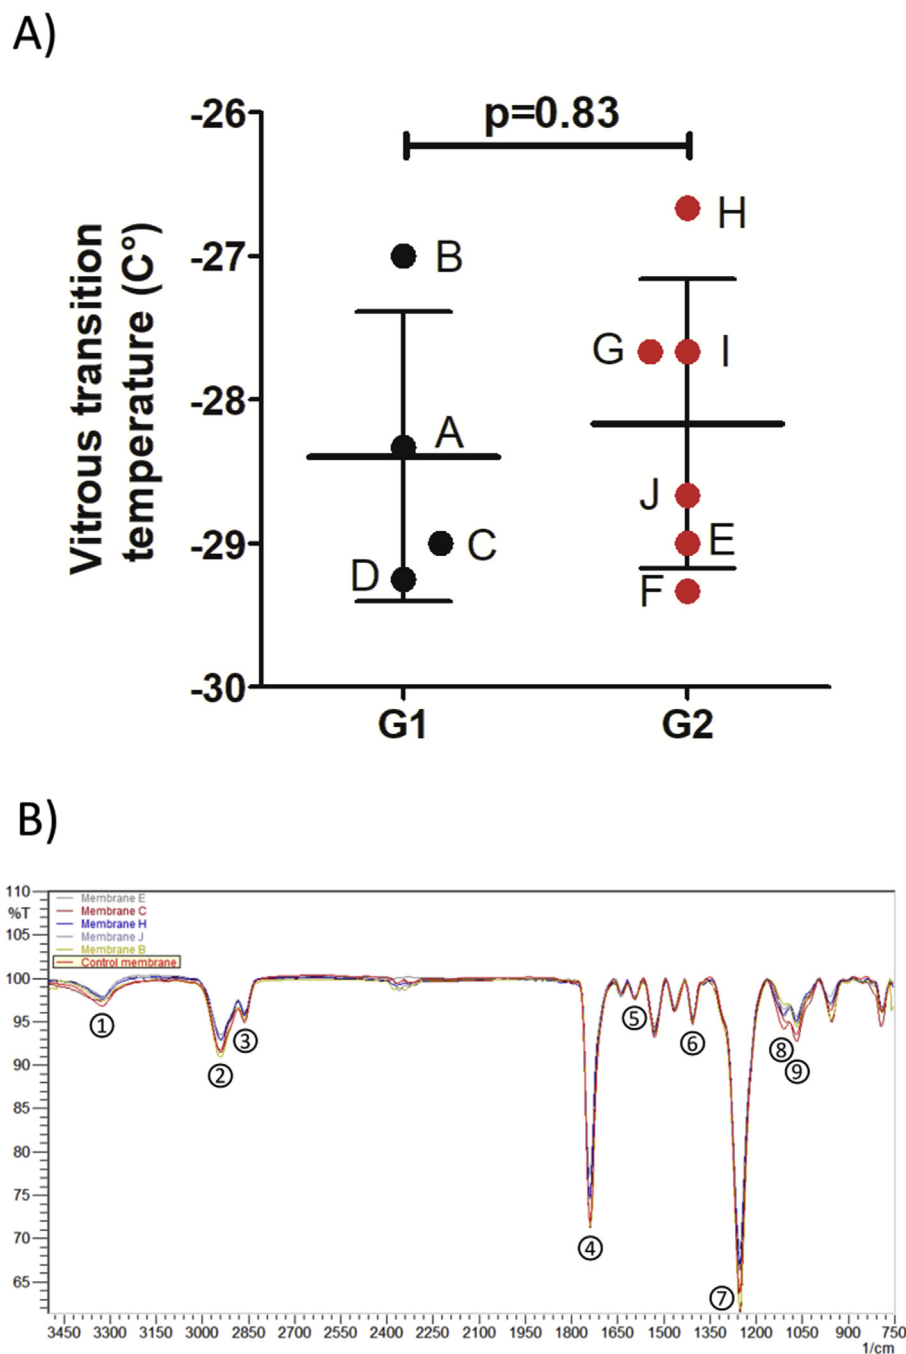 A)
Vitrous transition
temperature (C°)
-26
-27
-28
-29
-30
p=0.83
B
A
C
D
H
G
I
J
E
F
G1
G2
B)
110
%T
105
100
95
90
85
80
75
70
65
Membrane E
Membrane C
Membrane H
Membrane J
Membrane B
Control membrane
①
②
③
④
⑤
⑥
⑦
⑧
⑨
3450 3300 3150 3000 2850 2700 2550 2400 2250 2100 1950 1800 1650 1500 1350 1200 1050 900 750
1/cm